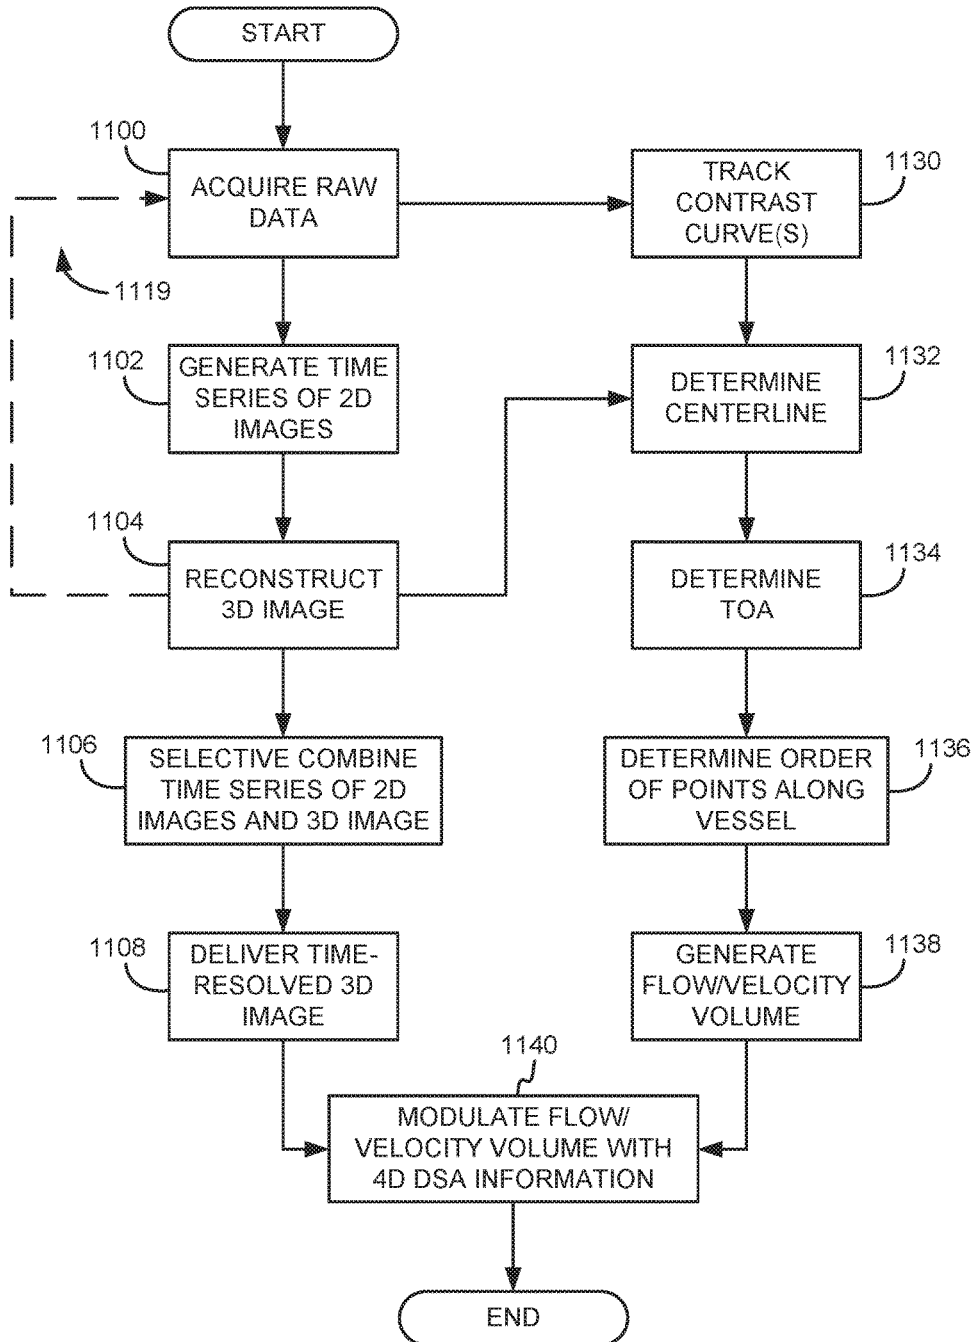 START
1100
ACQUIRE RAW
DATA
1130
TRACK
CONTRAST
CURVE(S)
1119
1102
GENERATE TIME
SERIES OF 2D
IMAGES
1132
DETERMINE
CENTERLINE
1104
RECONSTRUCT
3D IMAGE
1134
DETERMINE
TOA
1106
SELECTIVE COMBINE
TIME SERIES OF 2D
IMAGES AND 3D IMAGE
1136
DETERMINE ORDER
OF POINTS ALONG
VESSEL
1108
DELIVER TIME-
RESOLVED 3D
IMAGE
1138
GENERATE
FLOW/VELOCITY
VOLUME
1140
MODULATE FLOW/
VELOCITY VOLUME WITH
4D DSA INFORMATION
END